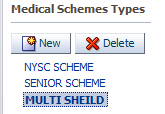 Medical Schemes Types
New Delete
NYSC SCHEME
SENIOR SCHEME
MULTI SHEILD